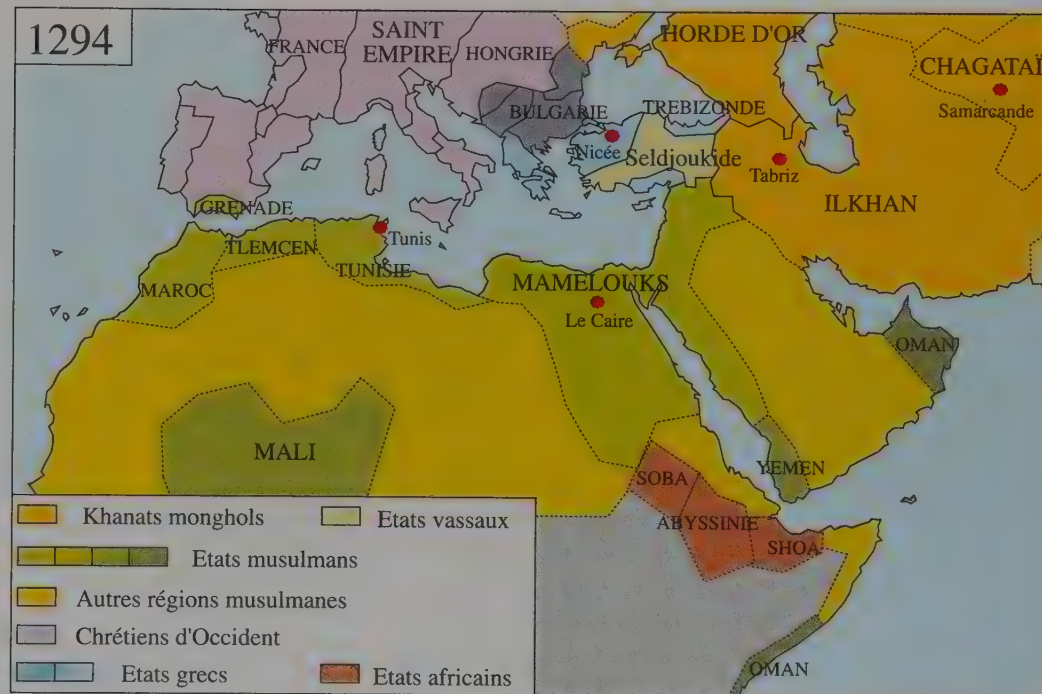 1294
FRANCE
SAINT
EMPIRE
HONGRIE
HORDE D'OR
CHAGATAÏ
Samarcande
BULGARIE
TREBIZONDE
Nicée
Seldjoukide
Tabriz
ILKHAN
GRENADE
Tunis
TLEMCEN
TUNISIE
MAROC
MAMELOUKS
Le Caire
OMAN
MALI
SOBA
YEMEN
ABYSSINIE
SHOA
OMAN
Khanats monghols
Etats vassaux
Etats musulmans
Autres régions musulmanes
Chrétiens d'Occident
Etats grecs
Etats africains